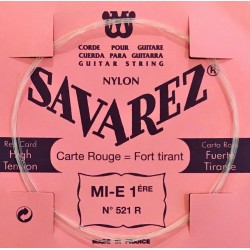 CORDE POUR GUITARE
CUERDA PARA GUITARRA
GUITAR STRING
NYLON
SAVAREZ®
Carte Rouge = Fort tirant
Red Card
High
Tension
Carta Roja
Fuerte
Tirante
MI-E 1ÈRE
N° 521 R
MADE IN FRANCE